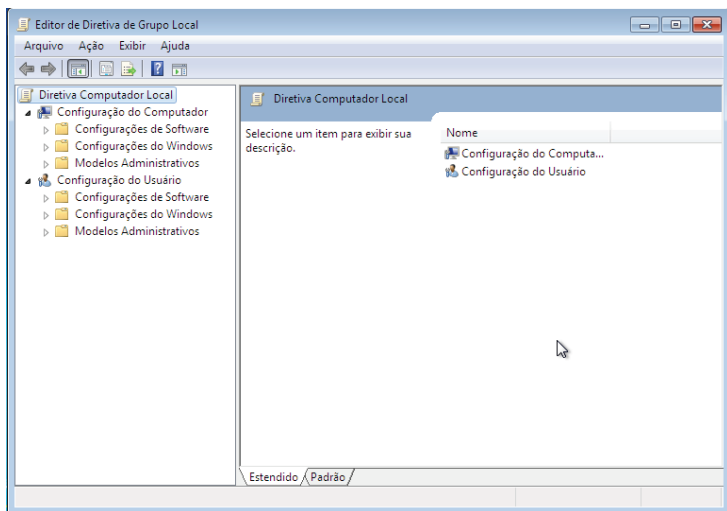 Editor de Diretiva de Grupo Local
Arquivo Ação Exibir Ajuda
Diretiva Computador Local
Configuração do Computador
Configurações de Software
Configurações do Windows
Modelos Administrativos
Configuração do Usuário
Configurações de Software
Configurações do Windows
Modelos Administrativos
Diretiva Computador Local
Selecione um item para exibir sua
descrição.
Nome
Configuração do Computa...
Configuração do Usuário
Estendido Padrão